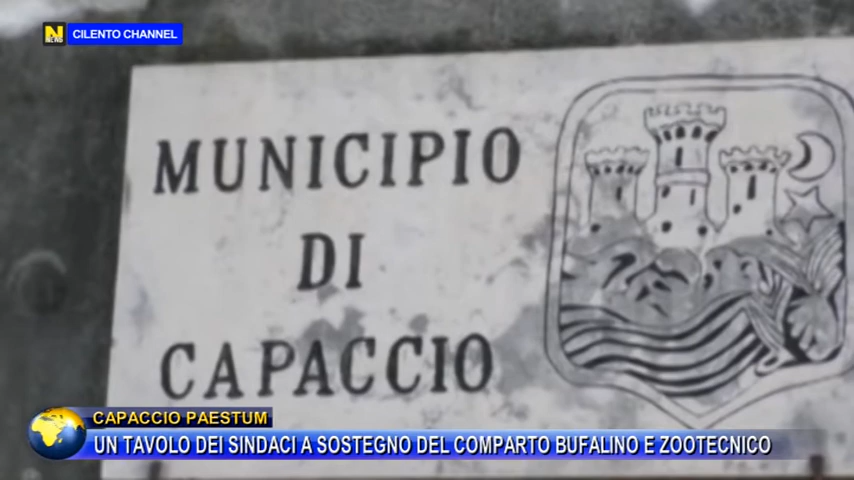 CILENTO CHANNEL
MUNICIPIO
DI
CAPACCIO
CAPACCIO PAESTUM
UN TAVOLO DEI SINDACI A SOSTEGNO DEL COMPARTO BUFALINO E ZOOTECNICO